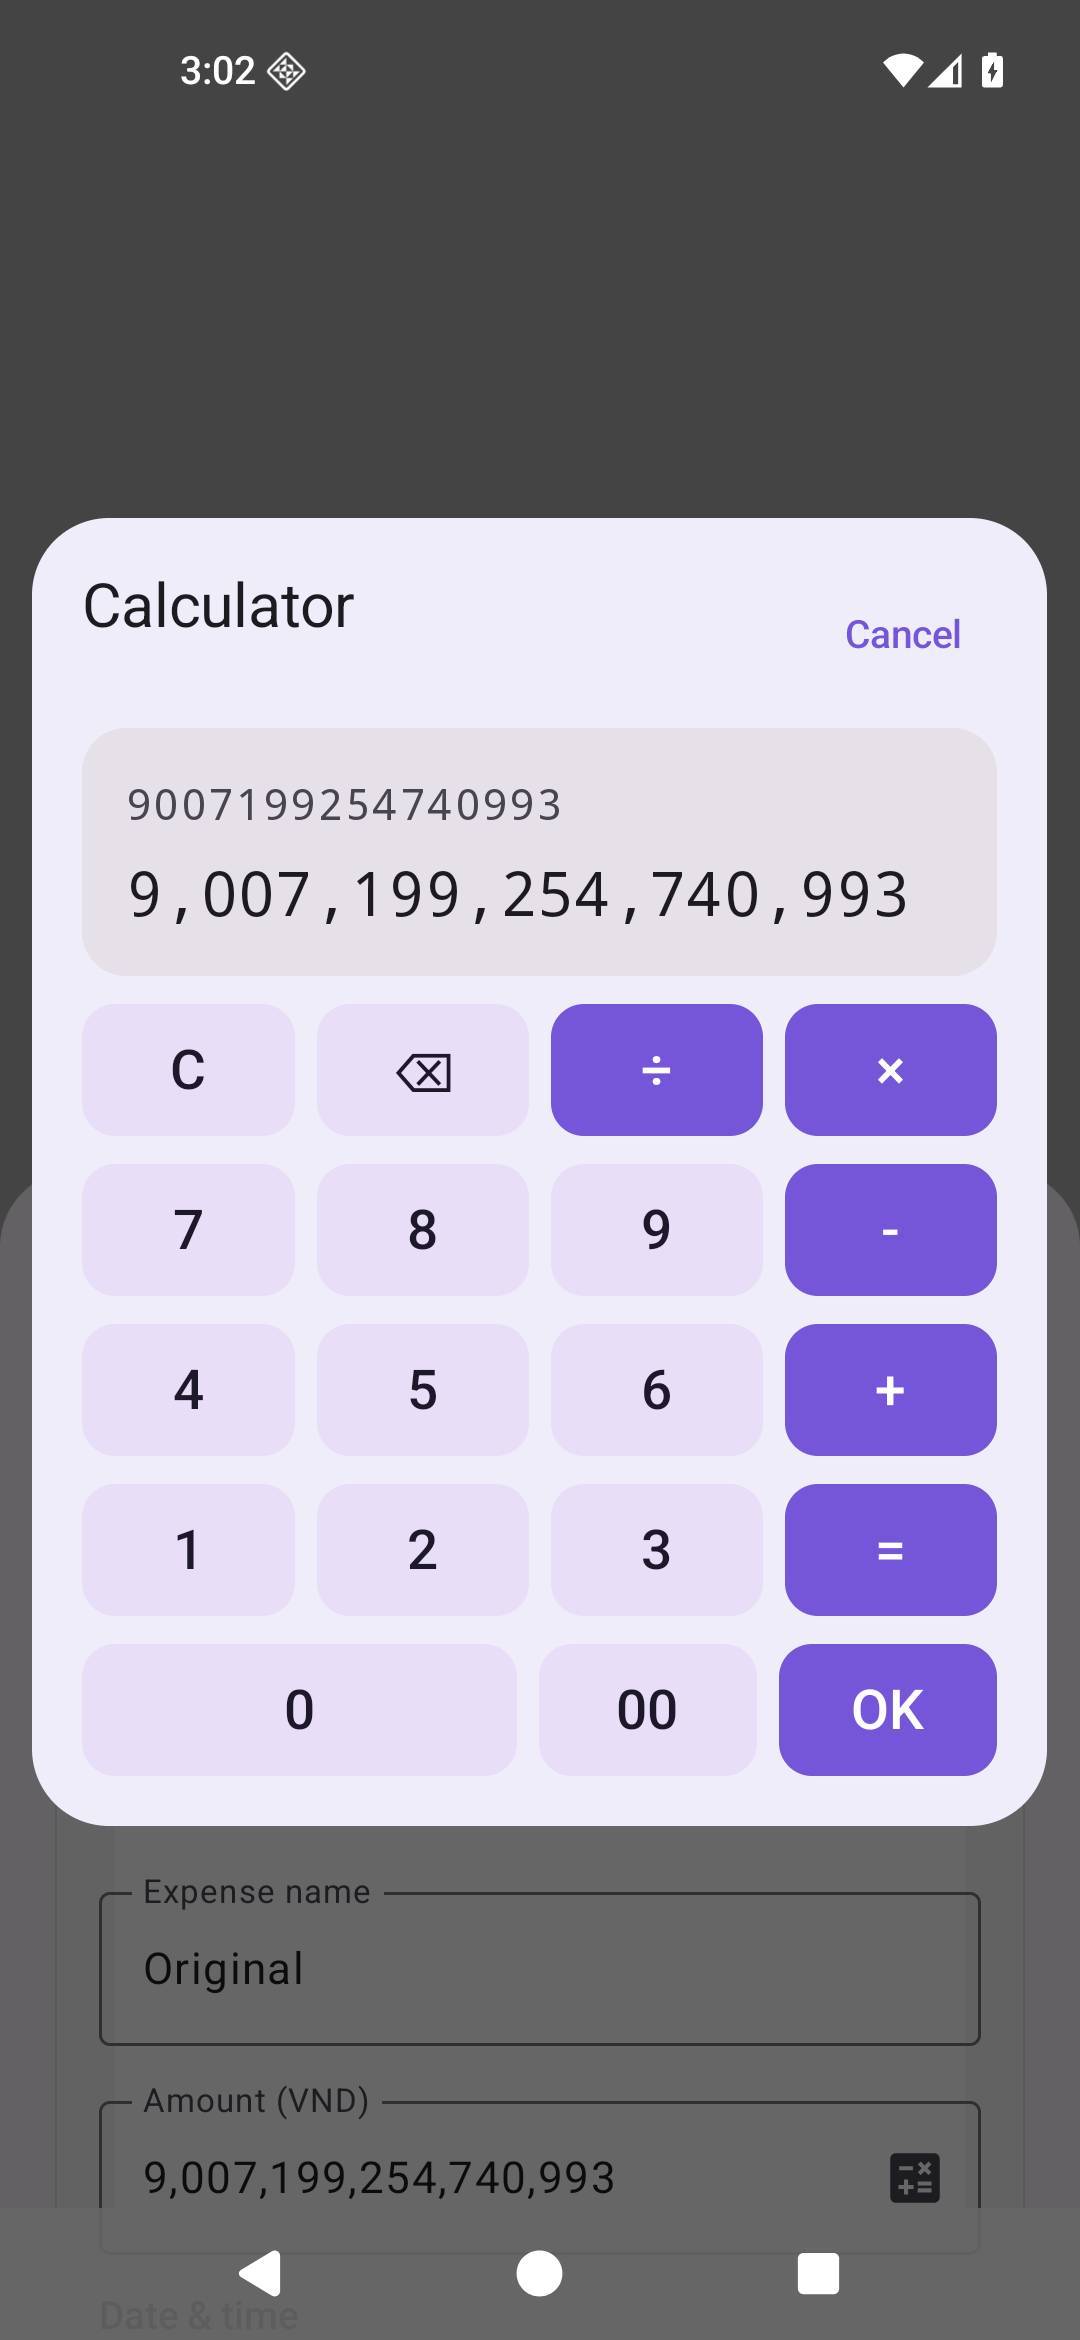 3:02
Calculator
Cancel
9007199254740993
9,007,199,254,740,993
C ÷ ×
7 8 9 -
4 5 6 +
1 2 3 =
0 00 OK
Expense name
Original
Amount (VND)
9,007,199,254,740,993
Date & time